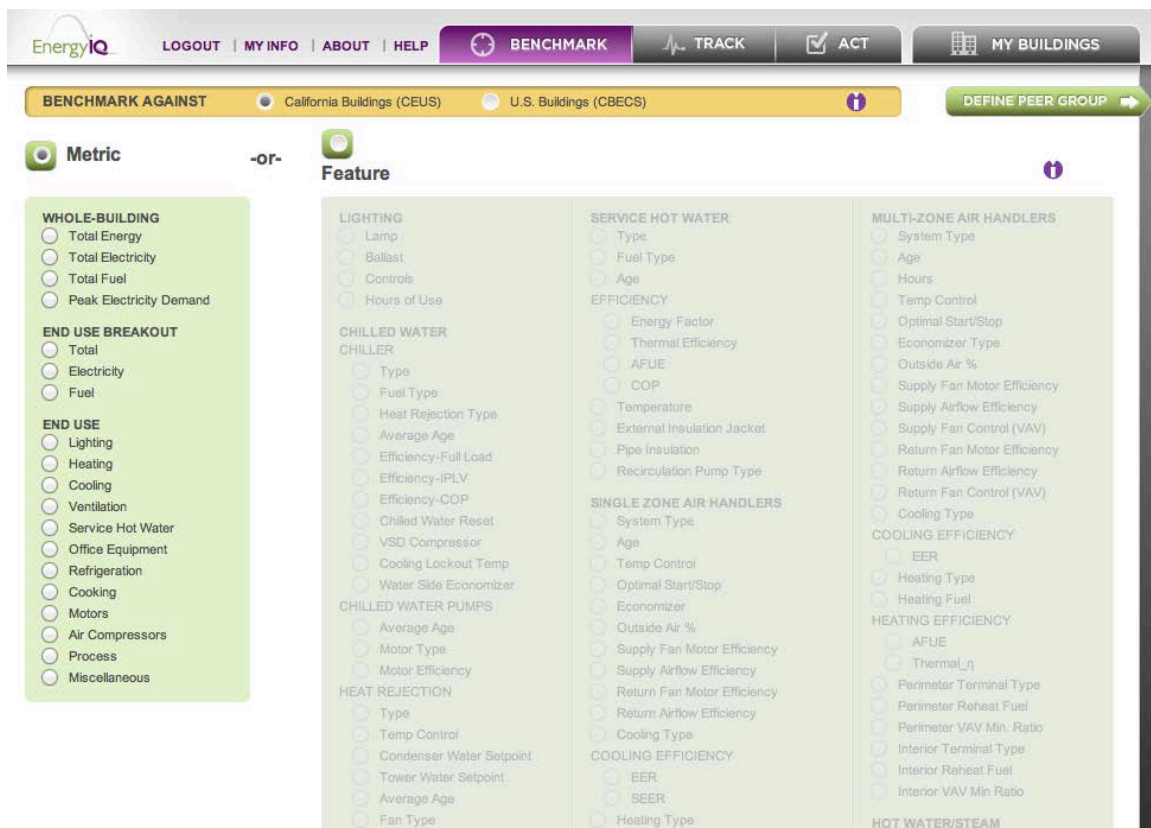 EnergyIQ
LOGOUT | MY INFO | ABOUT | HELP
BENCHMARK
TRACK
ACT
MY BUILDINGS
BENCHMARK AGAINST
California Buildings (CEUS)
U.S. Buildings (CBECS)
DEFINE PEER GROUP
Metric
-or-
Feature
WHOLE-BUILDING
Total Energy
Total Electricity
Total Fuel
Peak Electricity Demand
END USE BREAKOUT
Total
Electricity
Fuel
END USE
Lighting
Heating
Cooling
Ventilation
Service Hot Water
Office Equipment
Refrigeration
Cooking
Motors
Air Compressors
Process
Miscellaneous
LIGHTING
Lamp
Ballast
Controls
Hours of Use
CHILLED WATER
CHILLER
Type
Fuel Type
Heat Rejection Type
Average Age
Efficiency-Full Load
Efficiency-IPLV
Efficiency-COP
Chilled Water Reset
VSD Compressor
Cooling Lockout Temp
Water Side Economizer
CHILLED WATER PUMPS
Average Age
Motor Type
Motor Efficiency
HEAT REJECTION
Type
Temp Control
Condenser Water Setpoint
Tower Water Setpoint
Average Age
Fan Type
SERVICE HOT WATER
Type
Fuel Type
Age
EFFICIENCY
Energy Factor
Thermal Efficiency
AFUE
COP
Temperature
External Insulation Jacket
Pipe Insulation
Recirculation Pump Type
SINGLE ZONE AIR HANDLERS
System Type
Age
Temp Control
Optimal Start/Stop
Economizer
Outside Air %
Supply Fan Motor Efficiency
Supply Airflow Efficiency
Return Fan Motor Efficiency
Return Airflow Efficiency
Cooling Type
COOLING EFFICIENCY
EER
SEER
Heating Type
MULTI-ZONE AIR HANDLERS
System Type
Age
Hours
Temp Control
Optimal Start/Stop
Economizer Type
Outside Air %
Supply Fan Motor Efficiency
Supply Airflow Efficiency
Supply Fan Control (VAV)
Return Fan Motor Efficiency
Return Airflow Efficiency
Return Fan Control (VAV)
Cooling Type
COOLING EFFICIENCY
EER
Heating Type
Heating Fuel
HEATING EFFICIENCY
AFUE
Thermal_η
Perimeter Terminal Type
Perimeter Reheat Fuel
Perimeter VAV Min. Ratio
Interior Terminal Type
Interior Reheat Fuel
Interior VAV Min Ratio
HOT WATER/STEAM